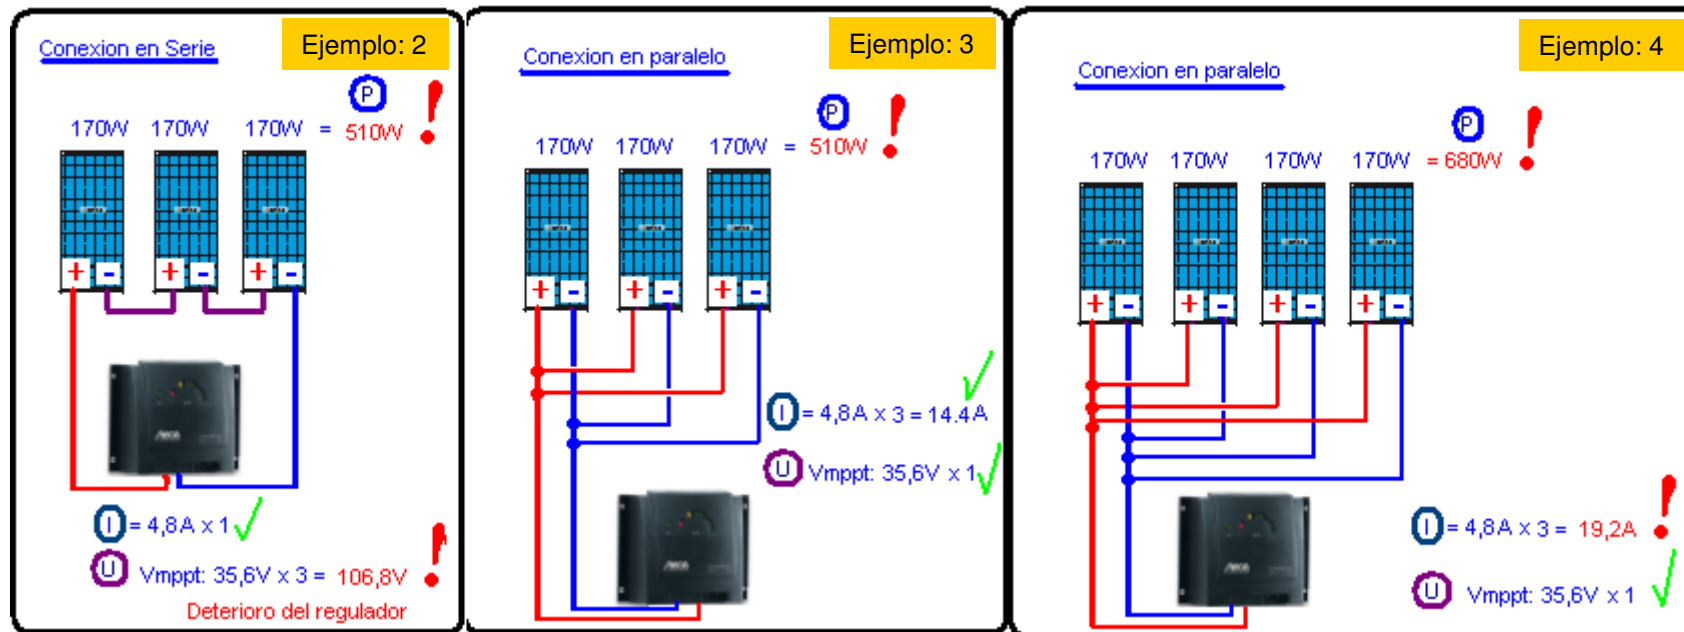 Conexion en Serie
Ejemplo: 2
P
170W 170W 170W = 510W !
+ - + - + -
I = 4,8A x 1
U Vmppt: 35,6V x 3 = 106,8V !
Deterioro del regulador
Conexion en paralelo
Ejemplo: 3
P
170W 170W 170W = 510W !
+ - + - + -
I = 4,8A x 3 = 14.4A
U Vmppt: 35,6V x 1
Conexion en paralelo
Ejemplo: 4
P
170W 170W 170W 170W = 680W !
+ - + - + - + -
I = 4,8A x 3 = 19,2A !
U Vmppt: 35,6V x 1